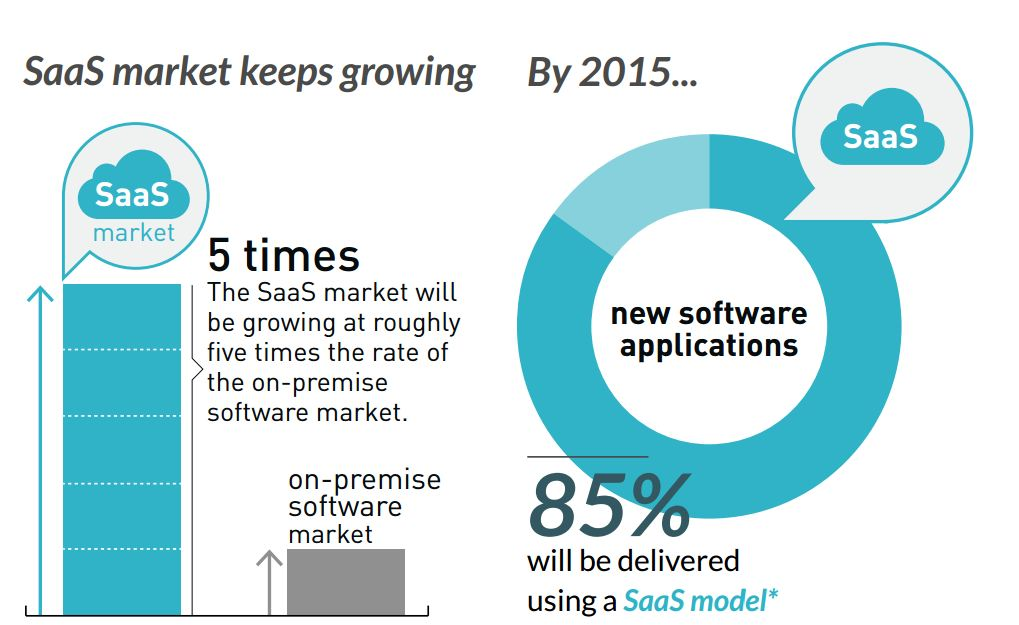 SaaS market keeps growing
SaaS
market
5 times
The SaaS market will
be growing at roughly
five times the rate of
the on-premise
software market.
on-premise
software
market
By 2015...
SaaS
new software
applications
85%
will be delivered
using a SaaS model*